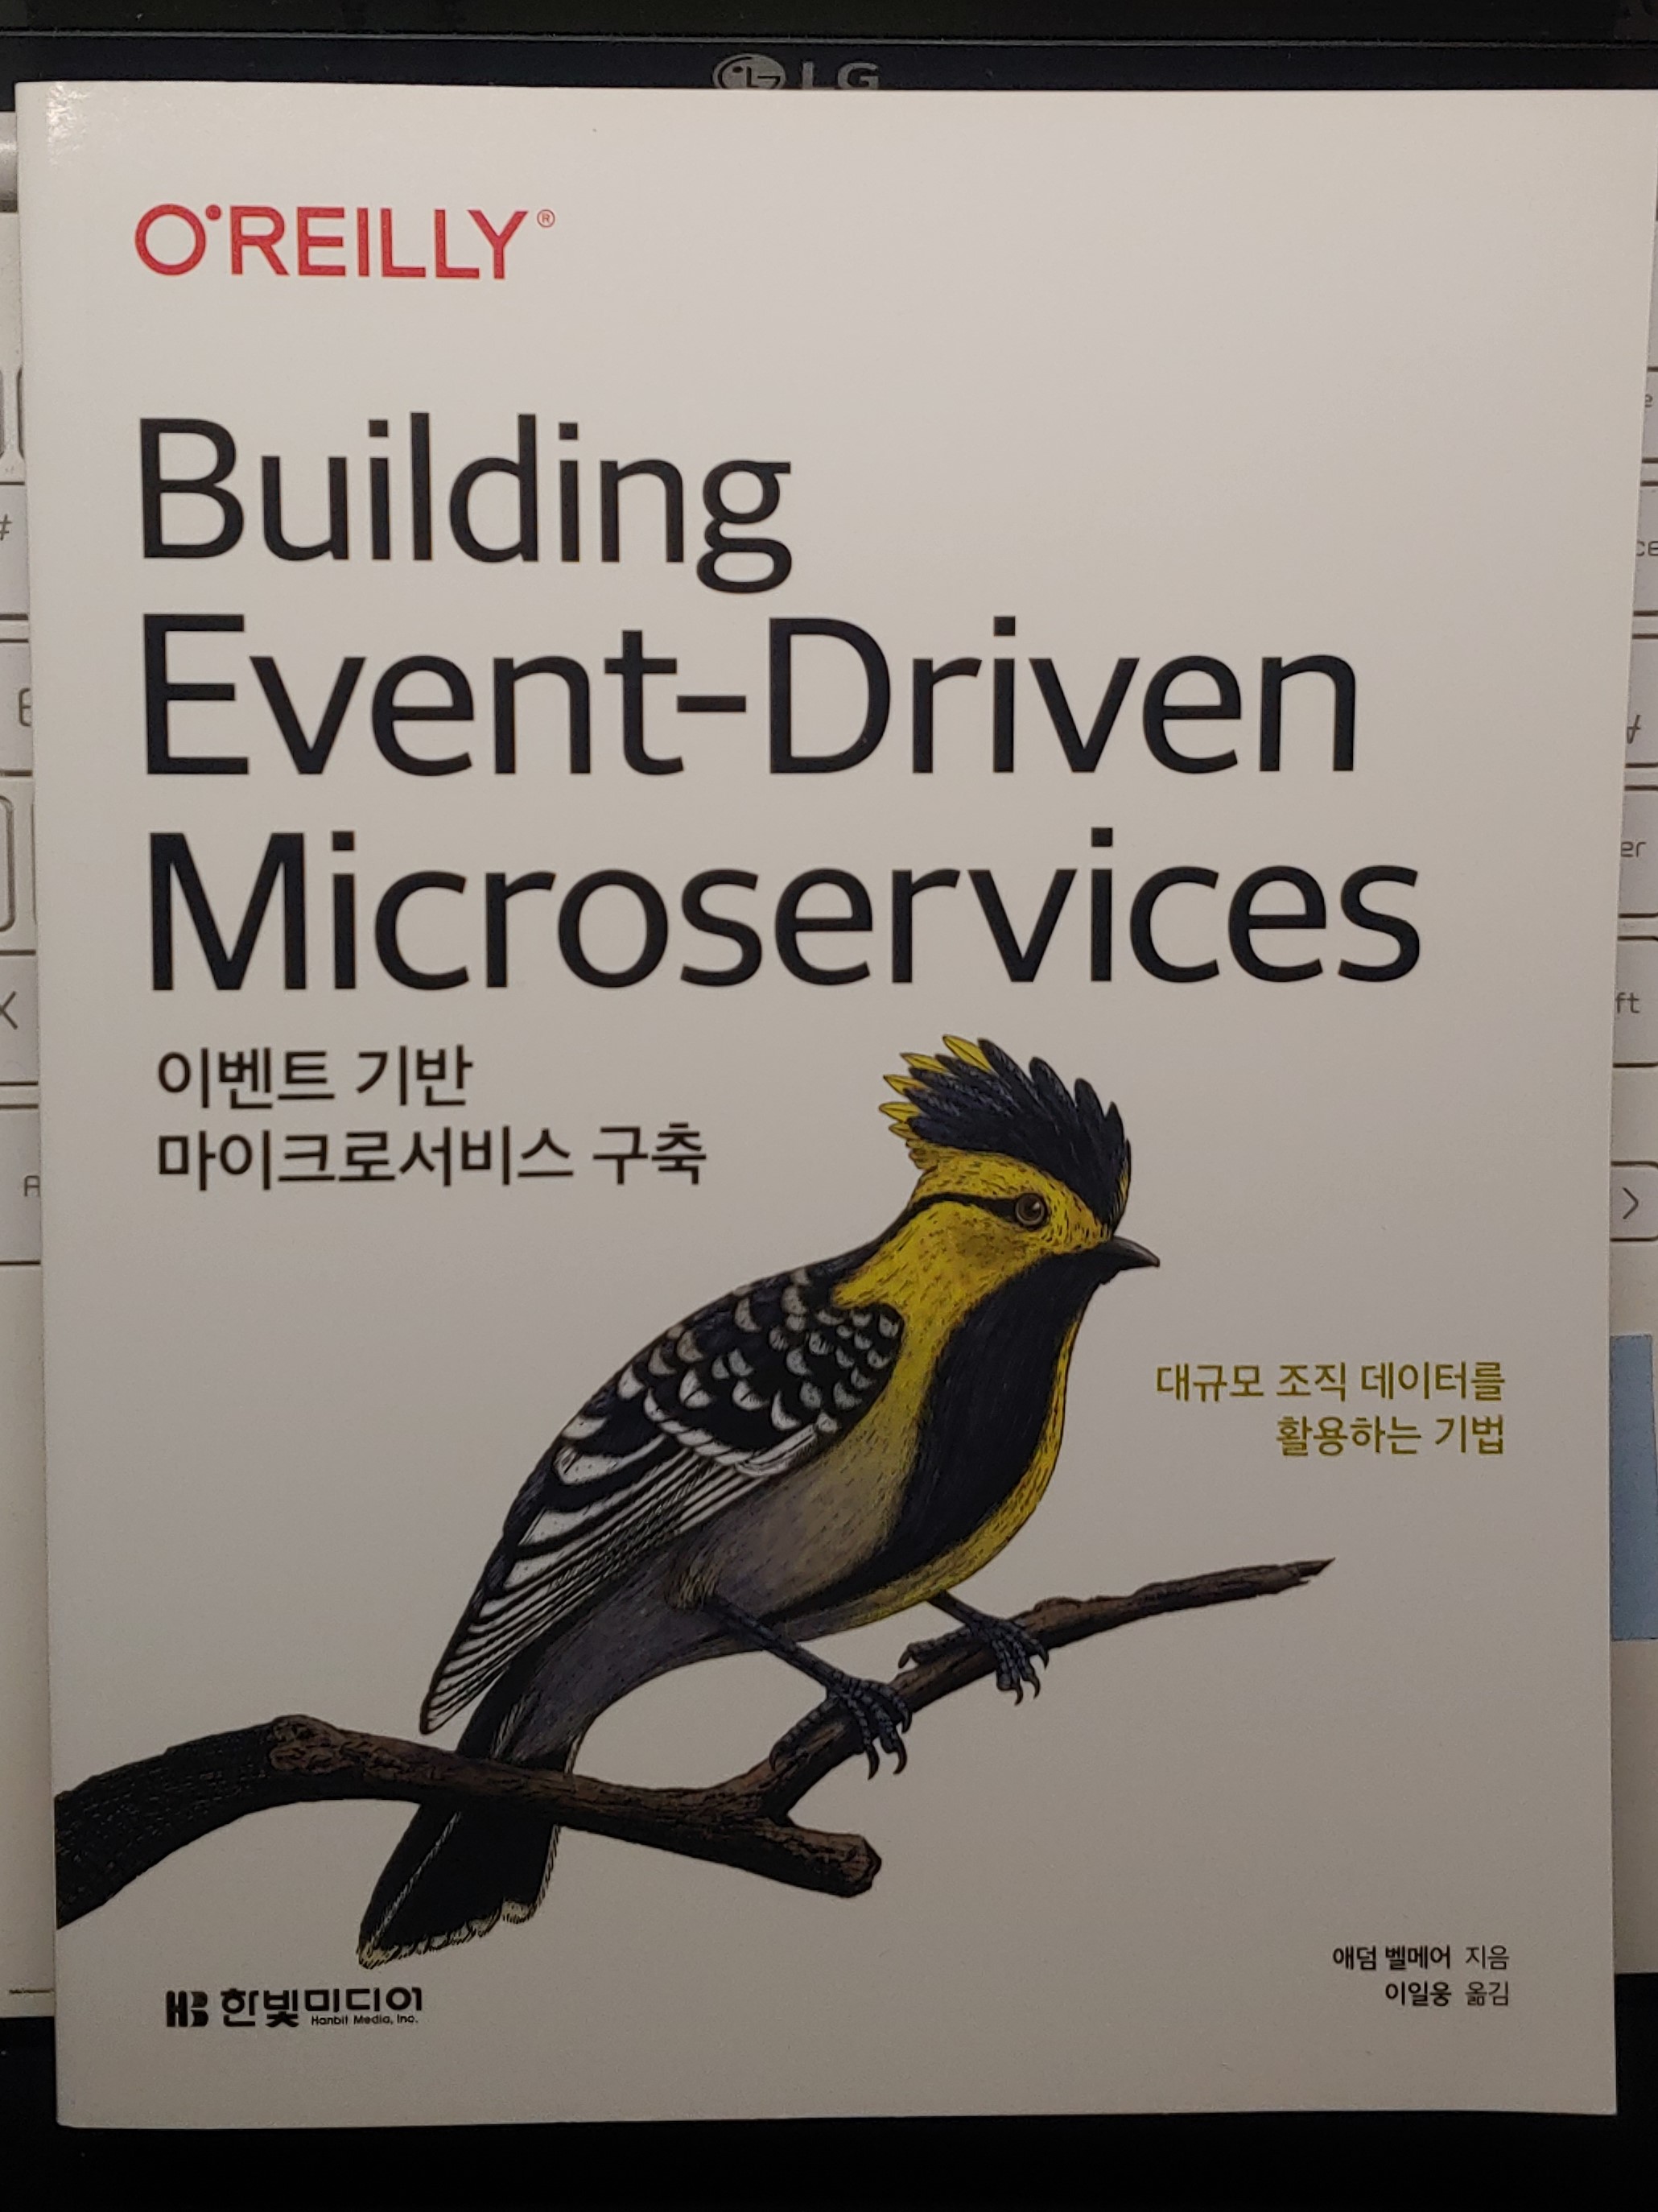 LG
O'REILLY®
Building
Event-Driven
Microservices
이벤트 기반
마이크로서비스 구축
대규모 조직 데이터를
활용하는 기법
애덤 벨메어 지음
이일웅 옮김
HB 한빛미디어
Hanbit Media, Inc.